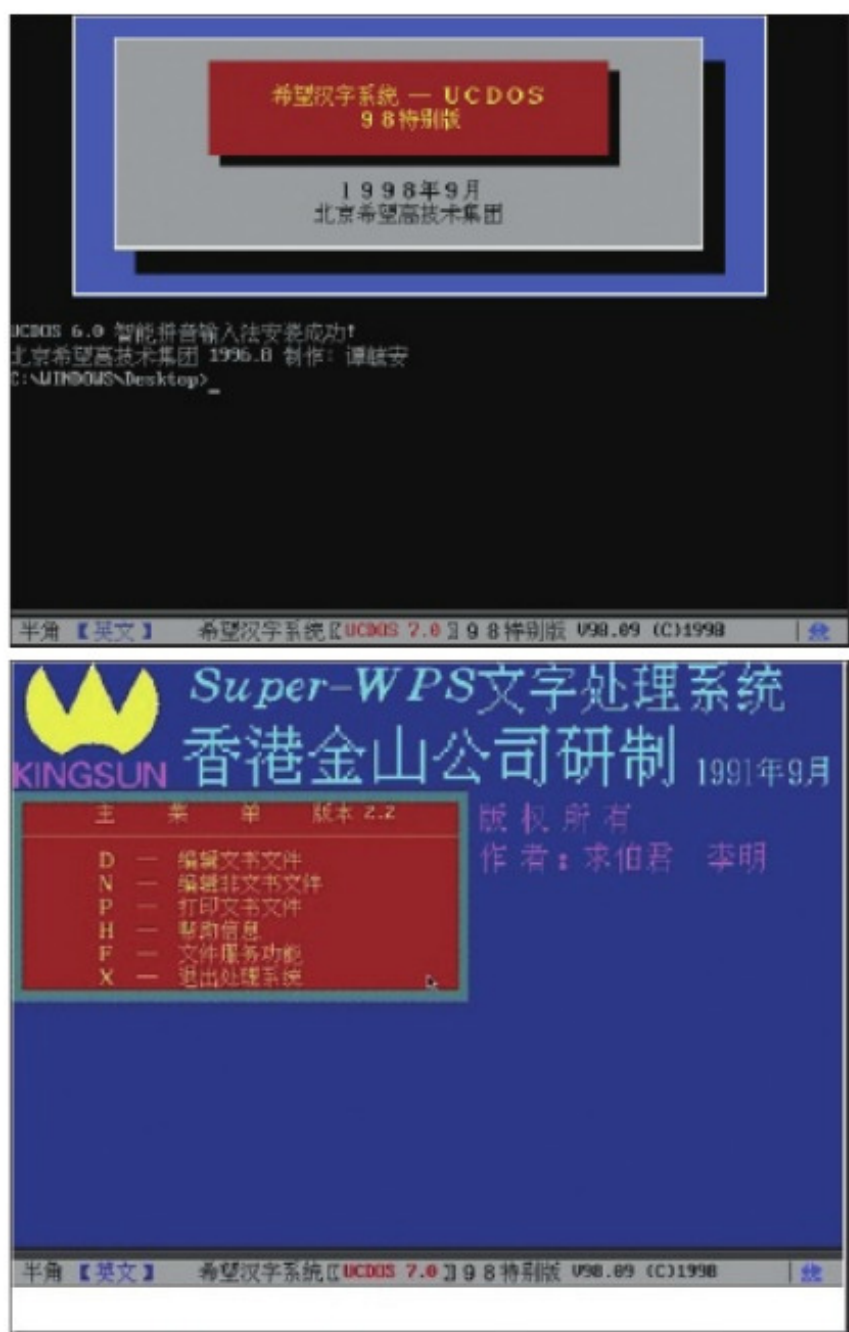 希望汉字系统 — UCDOS
98特别版
1998年9月
北京希望高技术集团
UCDOS 6.0 智能拼音输入法安装成功!
北京希望高技术集团 1996.8 制作: 谭毓安
C:\WINDOWS\Desktop>_
半角 【英文】 希望汉字系统〖UCDOS 7.0〗98特别版 V98.09 (C)1998
Super-WPS文字处理系统
香港金山公司研制 1991年9月
KINGSUN
主 菜 单 版本 2.2
版权所有
作者:求伯君 李明
D — 编辑文书文件
N — 编辑非文书文件
P — 打印文书文件
H — 帮助信息
F — 文件服务功能
X — 退出处理系统
半角 【英文】 希望汉字系统〖UCDOS 7.0〗98特别版 V98.09 (C)1998